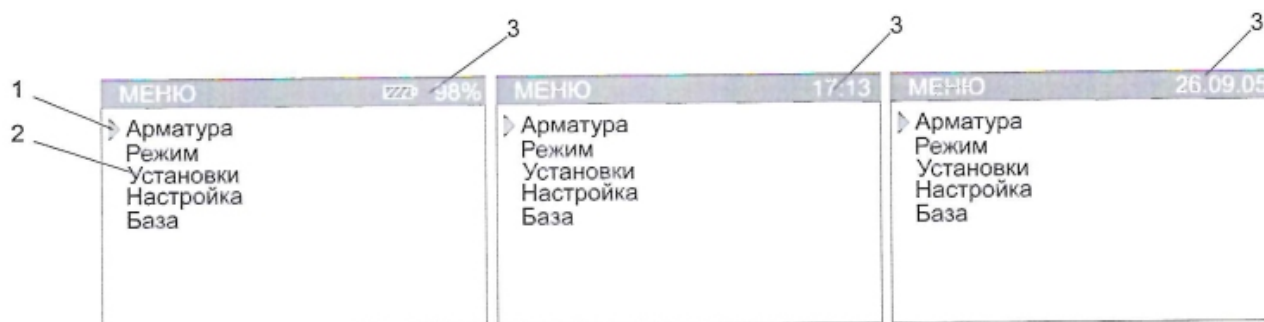 3 3 3
МЕНЮ 98% МЕНЮ 17:13 МЕНЮ 26.09.05
1 Арматура Арматура Арматура
Режим Режим Режим
2 Установки Установки Установки
Настройка Настройка Настройка
База База База